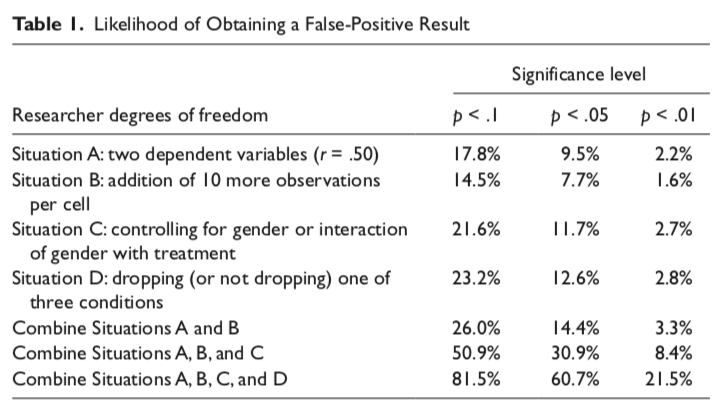 Table 1. Likelihood of Obtaining a False-Positive Result
Significance level
Researcher degrees of freedom p < .1 p < .05 p < .01
Situation A: two dependent variables (r = .50) 17.8% 9.5% 2.2%
Situation B: addition of 10 more observations 14.5% 7.7% 1.6%
per cell
Situation C: controlling for gender or interaction 21.6% 11.7% 2.7%
of gender with treatment
Situation D: dropping (or not dropping) one of 23.2% 12.6% 2.8%
three conditions
Combine Situations A and B 26.0% 14.4% 3.3%
Combine Situations A, B, and C 50.9% 30.9% 8.4%
Combine Situations A, B, C, and D 81.5% 60.7% 21.5%